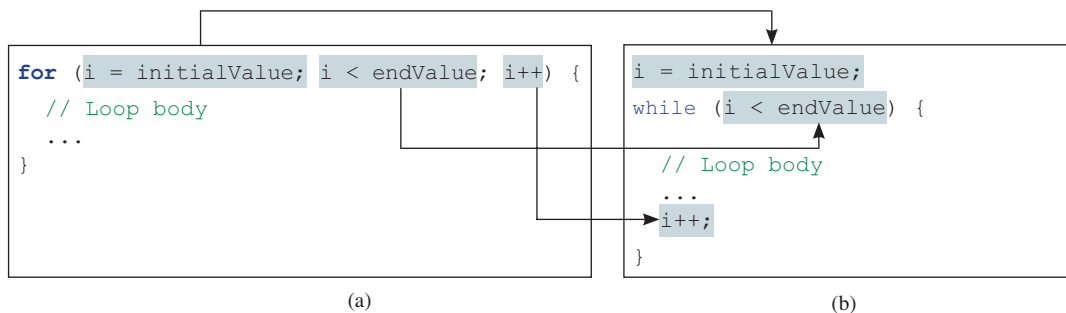 for (i = initialValue; i < endValue; i++) {
// Loop body
...
}
(a)
i = initialValue;
while (i < endValue) {
// Loop body
...
i++;
}
(b)